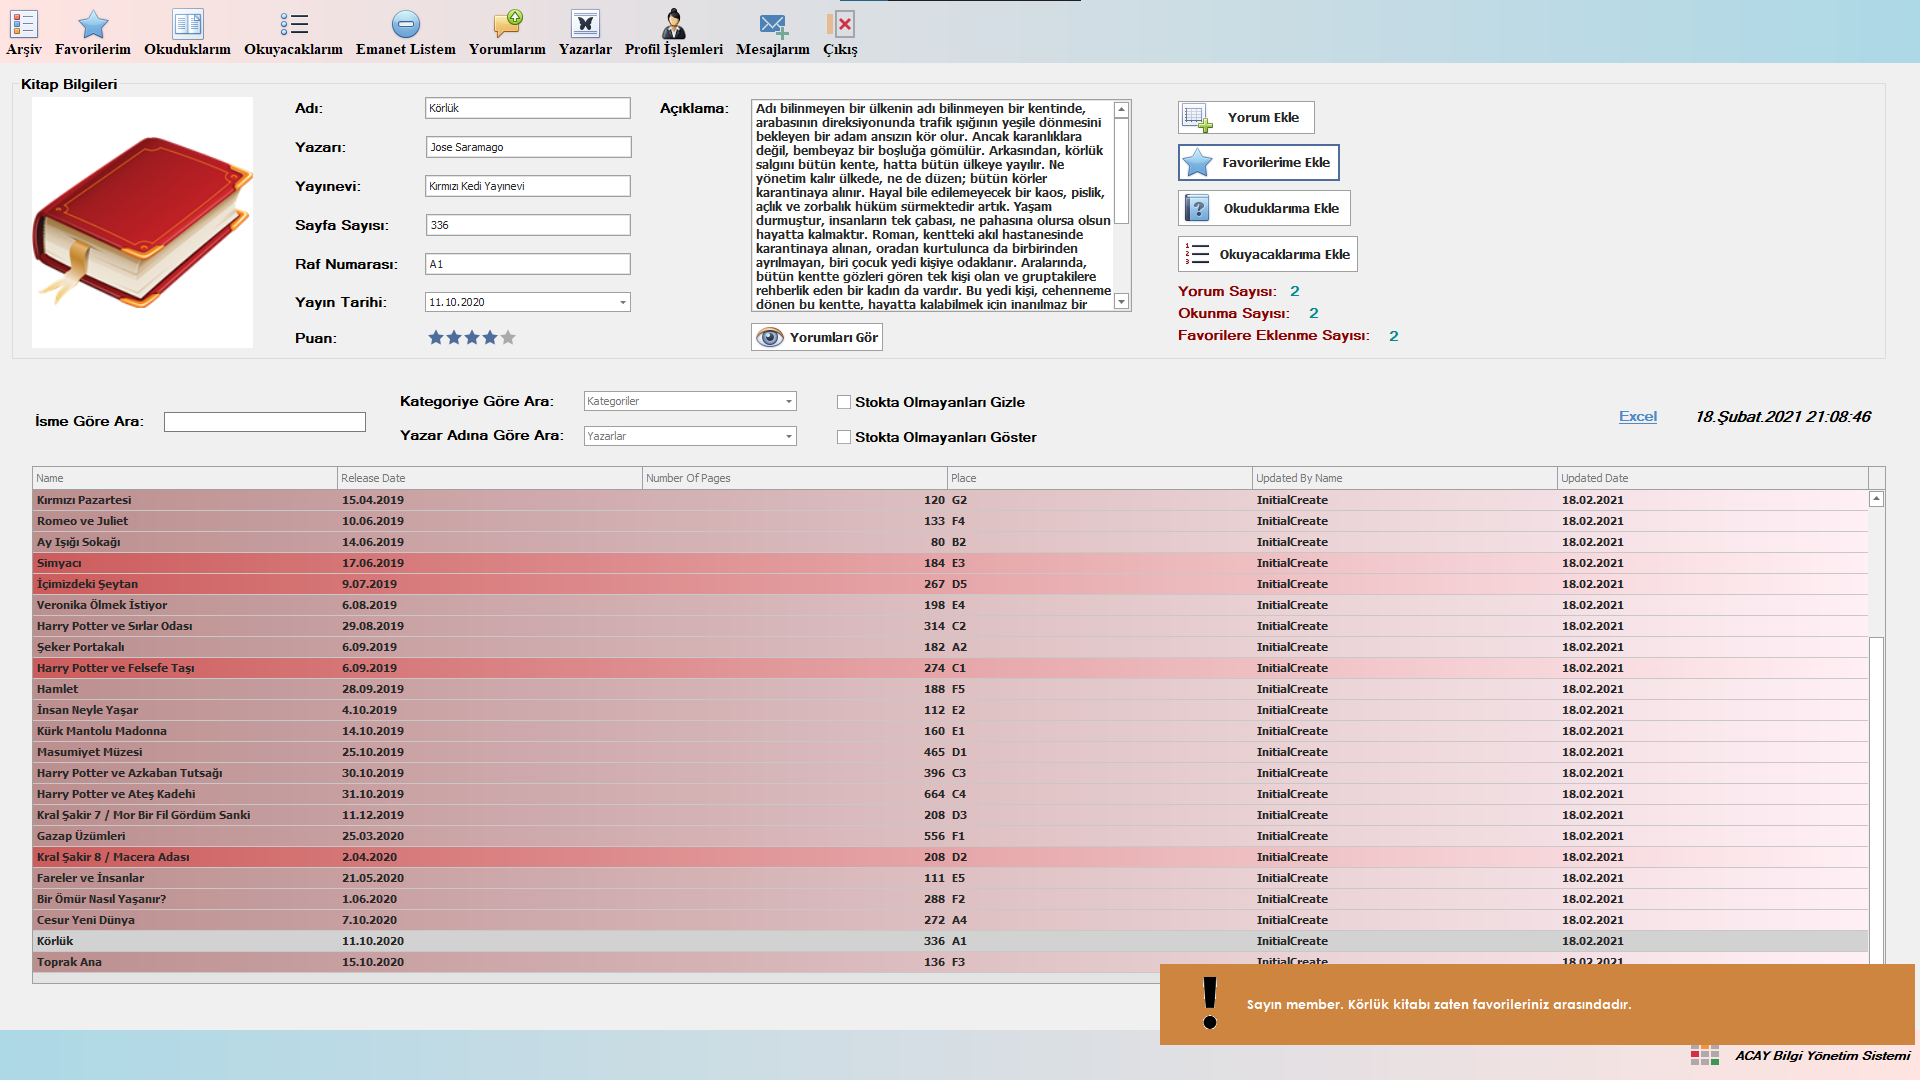 Arşiv Favorilerim Okuduklarım Okuyacaklarım Emanet Listem Yorumlarım Yazarlar Profil İşlemleri Mesajlarım Çıkış
Kitap Bilgileri
Adı: Körlük
Yazarı: Jose Saramago
Yayınevi: Kırmızı Kedi Yayınevi
Sayfa Sayısı: 336
Raf Numarası: A1
Yayın Tarihi: 11.10.2020
Puan:
Açıklama:
Adı bilinmeyen bir ülkenin adı bilinmeyen bir kentinde,
arabasının direksiyonunda trafik ışığının yeşile dönmesini
bekleyen bir adam ansızın kör olur. Ancak karanlıklara
değil, bembeyaz bir boşluğa gömülür. Arkasından, körlük
salgını bütün kente, hatta bütün ülkeye yayılır. Ne
yönetim kalır ülkede, ne de düzen; bütün körler
karantinaya alınır. Hayal bile edilemeyecek bir kaos, pislik,
açlık ve zorbalık hüküm sürmektedir artık. Yaşam
durmuştur, insanların tek çabası, ne pahasına olursa olsun
hayatta kalmaktır. Roman, kentteki akıl hastanesinde
karantinaya alınan, oradan kurtulunca da birbirinden
ayrılmayan, biri çocuk yedi kişiye odaklanır. Aralarında,
bütün kentte gözleri gören tek kişi olan ve gruptakilere
rehberlik eden bir kadın da vardır. Bu yedi kişi, cehenneme
dönen bu kentte, hayatta kalabilmek için inanılmaz bir
Yorumları Gör
Yorum Ekle
Favorilerime Ekle
Okuduklarıma Ekle
1 2 3 Okuyacaklarıma Ekle
Yorum Sayısı: 2
Okunma Sayısı: 2
Favorilere Eklenme Sayısı: 2
İsme Göre Ara:
Kategoriye Göre Ara: Kategoriler
Yazar Adına Göre Ara: Yazarlar
Stokta Olmayanları Gizle
Stokta Olmayanları Göster
Excel 18.Şubat.2021 21:08:46
Name Release Date Number Of Pages Place Updated By Name Updated Date
Kırmızı Pazartesi 15.04.2019 120 G2 InitialCreate 18.02.2021
Romeo ve Juliet 10.06.2019 133 F4 InitialCreate 18.02.2021
Ay Işığı Sokağı 14.06.2019 80 B2 InitialCreate 18.02.2021
Simyacı 17.06.2019 184 E3 InitialCreate 18.02.2021
İçimizdeki Şeytan 9.07.2019 267 D5 InitialCreate 18.02.2021
Veronika Ölmek İstiyor 6.08.2019 198 E4 InitialCreate 18.02.2021
Harry Potter ve Sırlar Odası 29.08.2019 314 C2 InitialCreate 18.02.2021
Şeker Portakalı 6.09.2019 182 A2 InitialCreate 18.02.2021
Harry Potter ve Felsefe Taşı 6.09.2019 274 C1 InitialCreate 18.02.2021
Hamlet 28.09.2019 188 F5 InitialCreate 18.02.2021
İnsan Neyle Yaşar 4.10.2019 112 E2 InitialCreate 18.02.2021
Kürk Mantolu Madonna 14.10.2019 160 E1 InitialCreate 18.02.2021
Masumiyet Müzesi 25.10.2019 465 D1 InitialCreate 18.02.2021
Harry Potter ve Azkaban Tutsağı 30.10.2019 396 C3 InitialCreate 18.02.2021
Harry Potter ve Ateş Kadehi 31.10.2019 664 C4 InitialCreate 18.02.2021
Kral Şakir 7 / Mor Bir Fil Gördüm Sanki 11.12.2019 208 D3 InitialCreate 18.02.2021
Gazap Üzümleri 25.03.2020 556 F1 InitialCreate 18.02.2021
Kral Şakir 8 / Macera Adası 2.04.2020 208 D2 InitialCreate 18.02.2021
Fareler ve İnsanlar 21.05.2020 111 E5 InitialCreate 18.02.2021
Bir Ömür Nasıl Yaşanır? 1.06.2020 288 F2 InitialCreate 18.02.2021
Cesur Yeni Dünya 7.10.2020 272 A4 InitialCreate 18.02.2021
Körlük 11.10.2020 336 A1 InitialCreate 18.02.2021
Toprak Ana 15.10.2020 136 F3 InitialCreate 18.02.2021
Sayın member. Körlük kitabı zaten favorileriniz arasındadır.
ACAY Bilgi Yönetim Sistemi